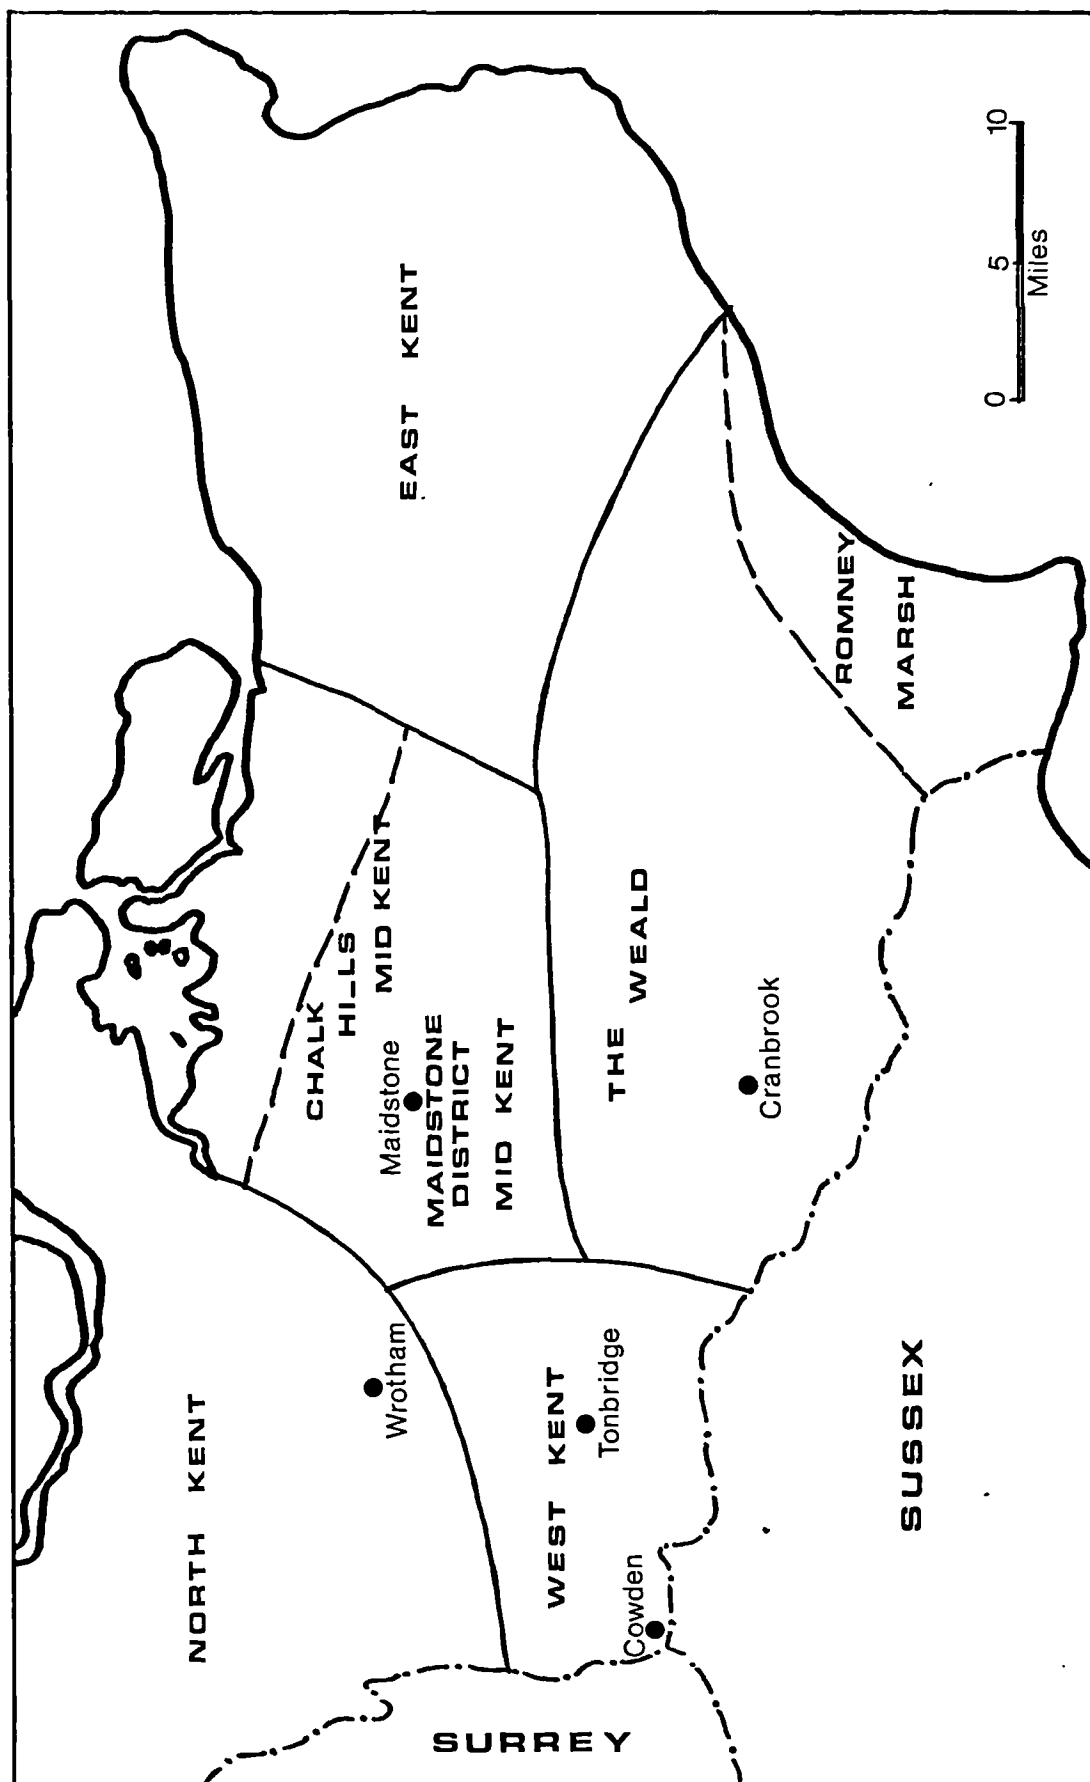 NORTH KENT
EAST KENT
CHALK
HILLS
MID KENT
Maidstone
MAIDSTONE
DISTRICT
MID KENT
Wrotham
WEST KENT
Tonbridge
Cowden
THE WEALD
Cranbrook
ROMNEY
MARSH
SURREY
SUSSEX
0 5 10
Miles